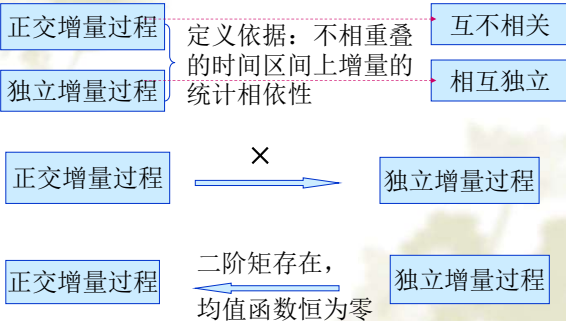 正交增量过程
定义依据：不相重叠
的时间区间上增量的
统计相依性
互不相关
独立增量过程
相互独立
正交增量过程
×
独立增量过程
正交增量过程
二阶矩存在，
均值函数恒为零
独立增量过程